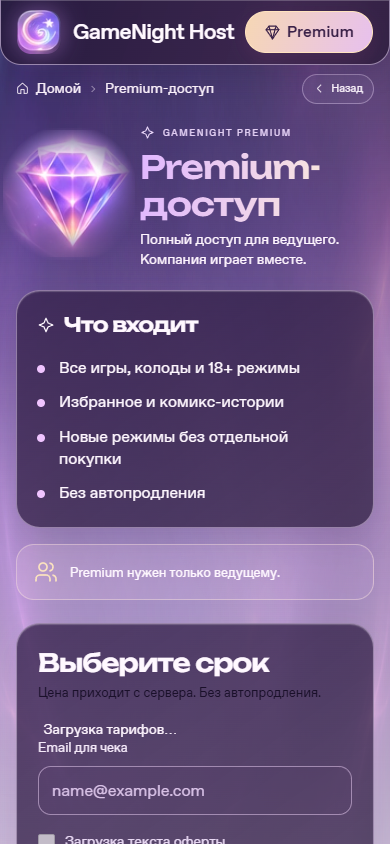 GameNight Host
Premium
Домой › Premium-доступ
Назад
GAMENIGHT PREMIUM
Premium-
доступ
Полный доступ для ведущего.
Компания играет вместе.
Что входит
Все игры, колоды и 18+ режимы
Избранное и комикс-истории
Новые режимы без отдельной
покупки
Без автопродления
Premium нужен только ведущему.
Выберите срок
Цена приходит с сервера. Без автопродления.
Загрузка тарифов...
Email для чека
name@example.com
Загрузка текста оферты